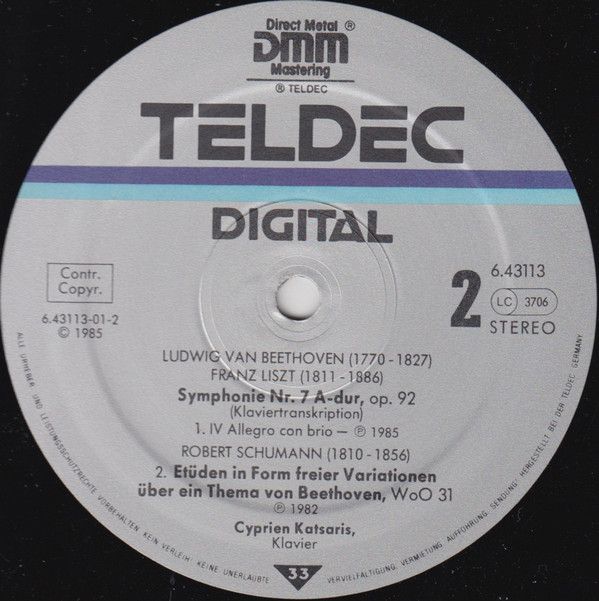 Direct Metal ®
DMM
Mastering
® TELDEC
TELDEC
DIGITAL
Contr.
Copyr.
6.43113-01-2
© 1985
2
6.43113
LC 3706
STEREO
LUDWIG VAN BEETHOVEN (1770-1827)
FRANZ LISZT (1811-1886)
Symphonie Nr. 7 A-dur, op. 92
(Klaviertranskription)
1. IV Allegro con brio – ℗ 1985
ROBERT SCHUMANN (1810-1856)
2. Etüden in Form freier Variationen
über ein Thema von Beethoven, WoO 31
℗ 1982
Cyprien Katsaris,
Klavier
33
ALLE URHEBER- UND LEISTUNGSSCHUTZRECHTE VORBEHALTEN · KEIN VERLEIH! · KEINE UNERLAUBTE VERVIELFÄLTIGUNG, VERMIETUNG, AUFFÜHRUNG, SENDUNG! HERGESTELLT BEI DER TELDEC GERMANY